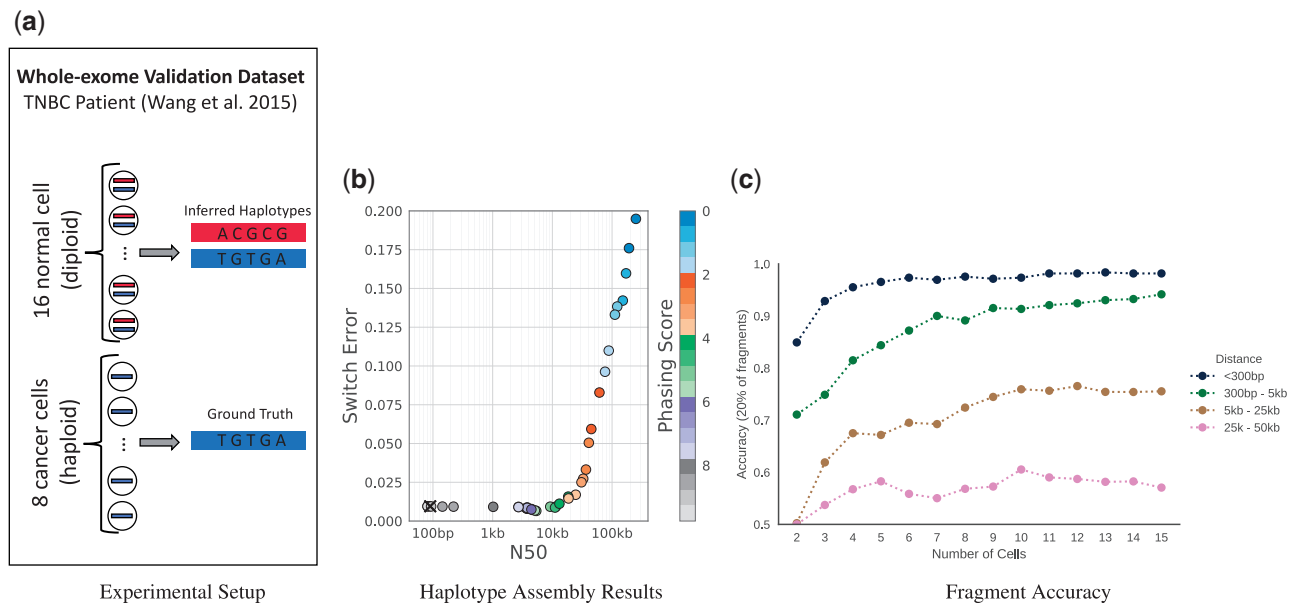 (a)
Whole-exome Validation Dataset
TNBC Patient (Wang et al. 2015)
16 normal cell
(diploid)
...
Inferred Haplotypes
A C G C G
T G T G A
8 cancer cells
(haploid)
...
Ground Truth
T G T G A
Experimental Setup
(b)
Switch Error
0.200
0.175
0.150
0.125
0.100
0.075
0.050
0.025
0.000
100bp
1kb
10kb
100kb
N50
Phasing Score
0
2
4
6
8
Haplotype Assembly Results
(c)
Accuracy (20% of fragments)
1.0
0.9
0.8
0.7
0.6
0.5
2
3
4
5
6
7
8
9
10
11
12
13
14
15
Number of Cells
Distance
<300bp
300bp - 5kb
5kb - 25kb
25k - 50kb
Fragment Accuracy